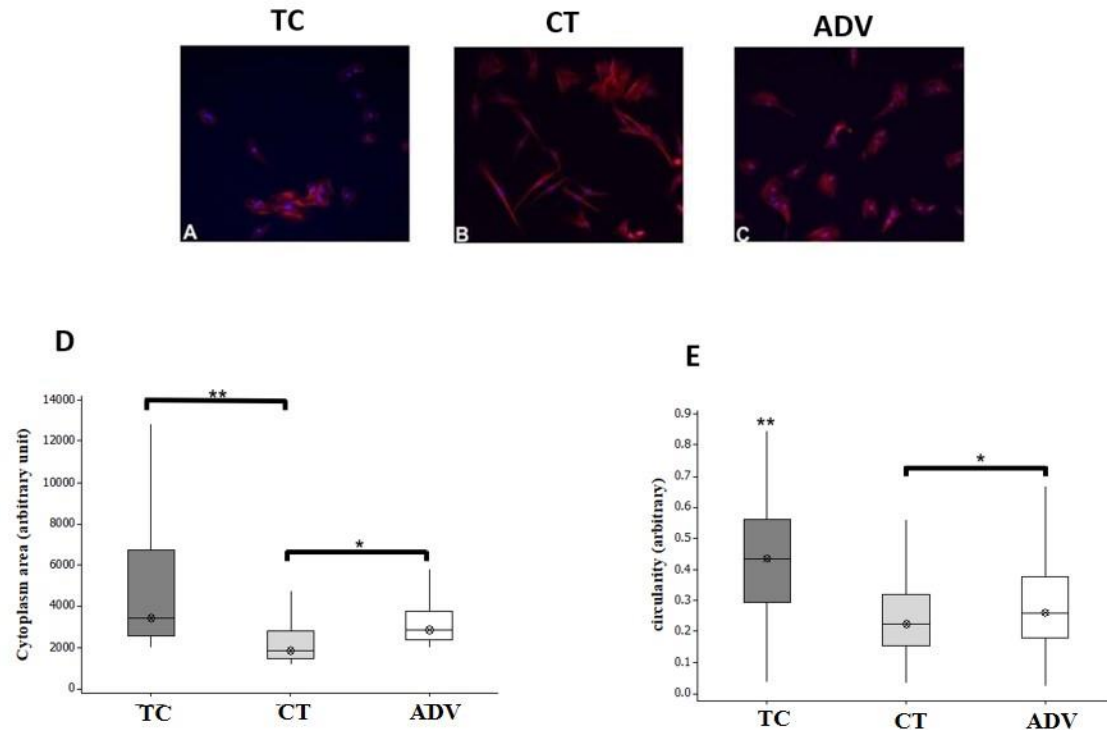 TC CT ADV
A B C
D
**
*
14000
12000
10000
8000
6000
4000
2000
0
Cytoplasm area (arbitrary unit)
TC CT ADV
E
**
*
0.9
0.8
0.7
0.6
0.5
0.4
0.3
0.2
0.1
0.0
circularity (arbitrary)
TC CT ADV